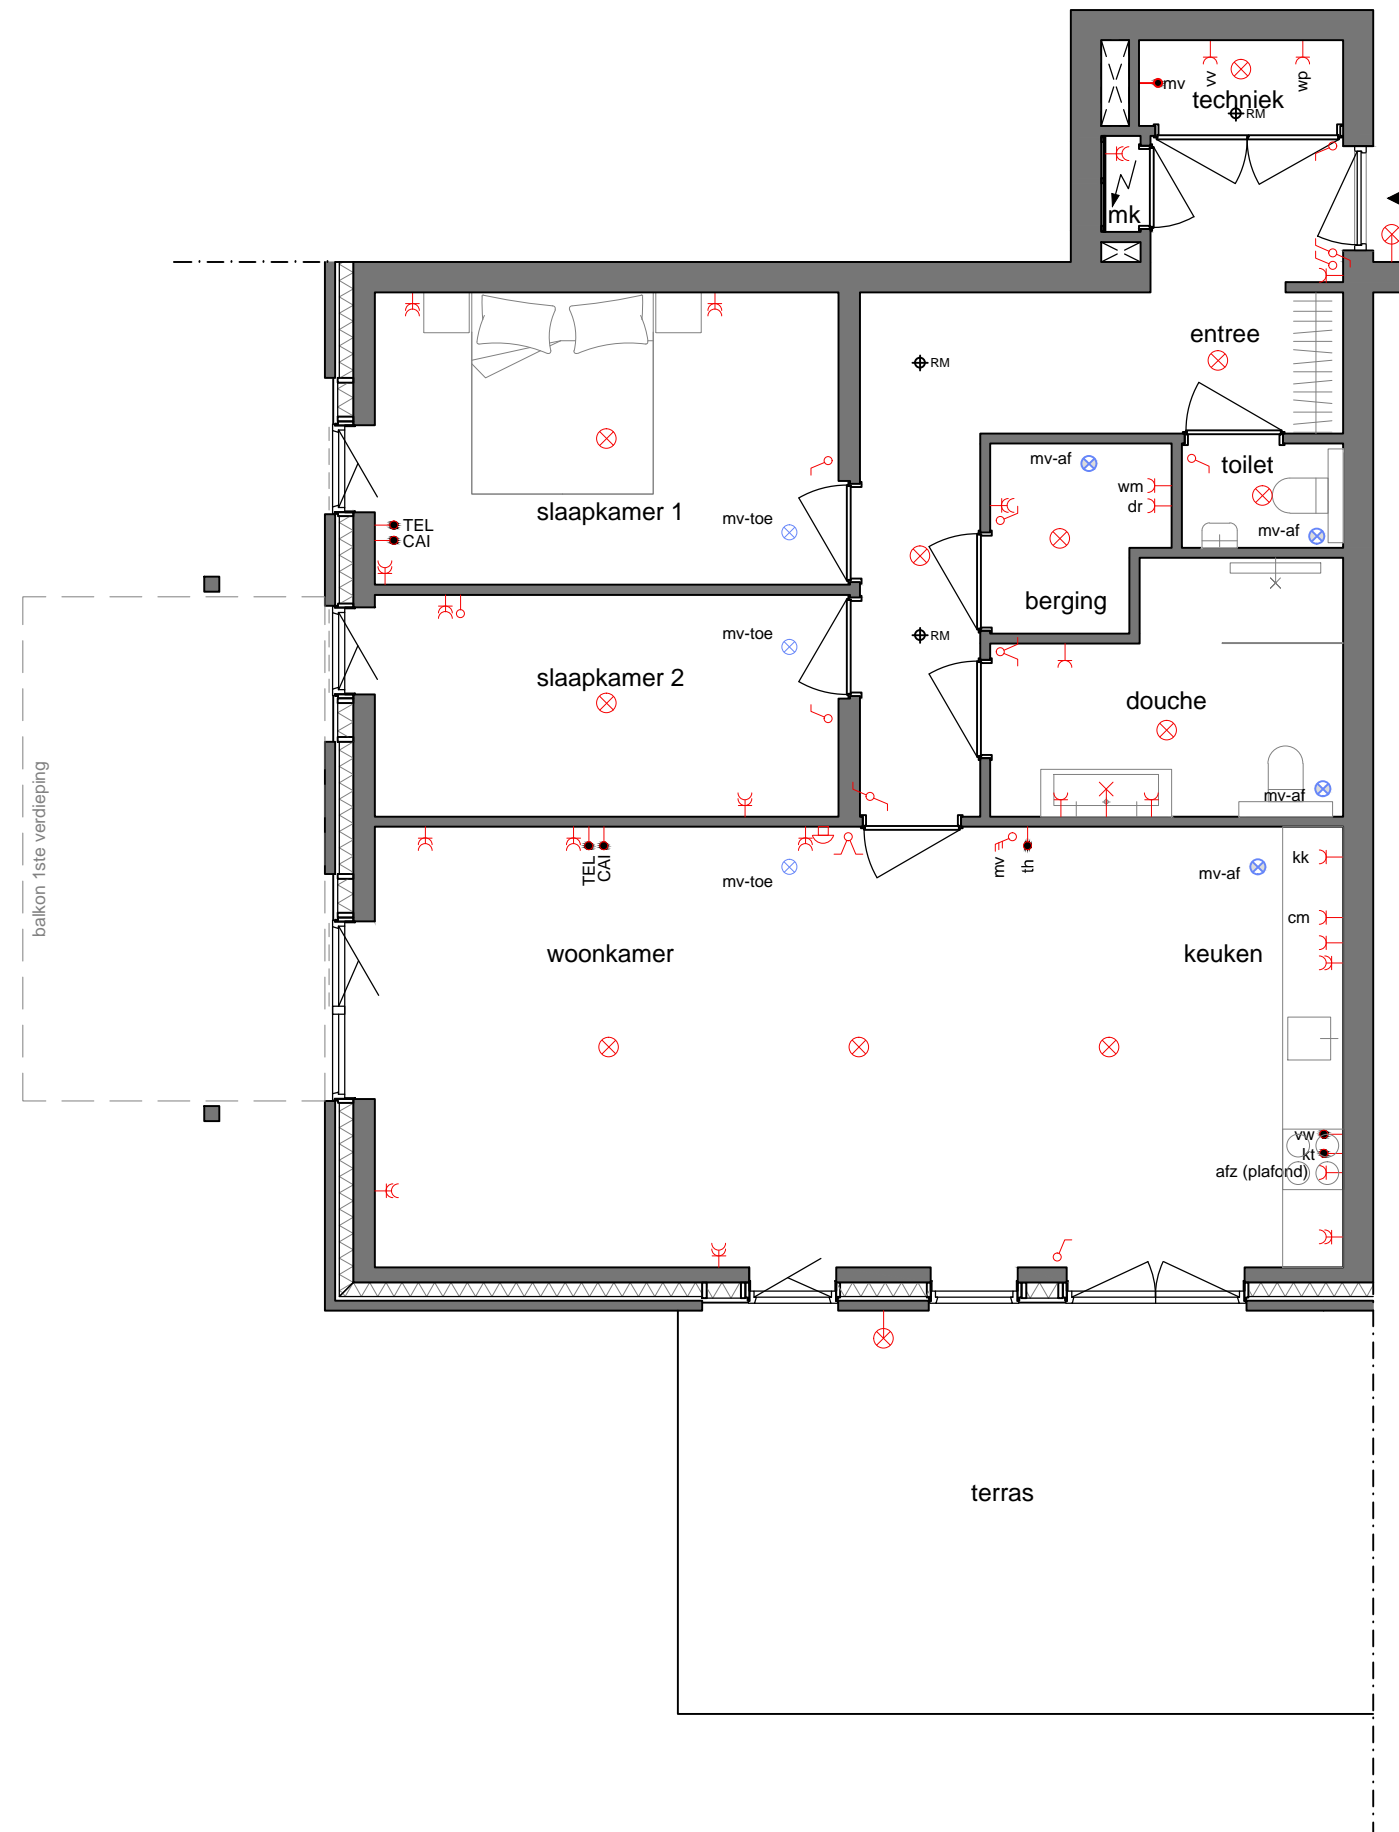 mv
vv
wp
techniek
RM
mk
entree
RM
mv-af
toilet
wm
dr
slaapkamer 1
mv-toe
mv-af
TEL
CAI
berging
mv-toe
RM
slaapkamer 2
douche
balkon 1ste verdieping
mv-af
TEL
CAI
mv-toe
mv
th
mv-af
kk
cm
woonkamer
keuken
vw
kt
afz (plafond)
terras